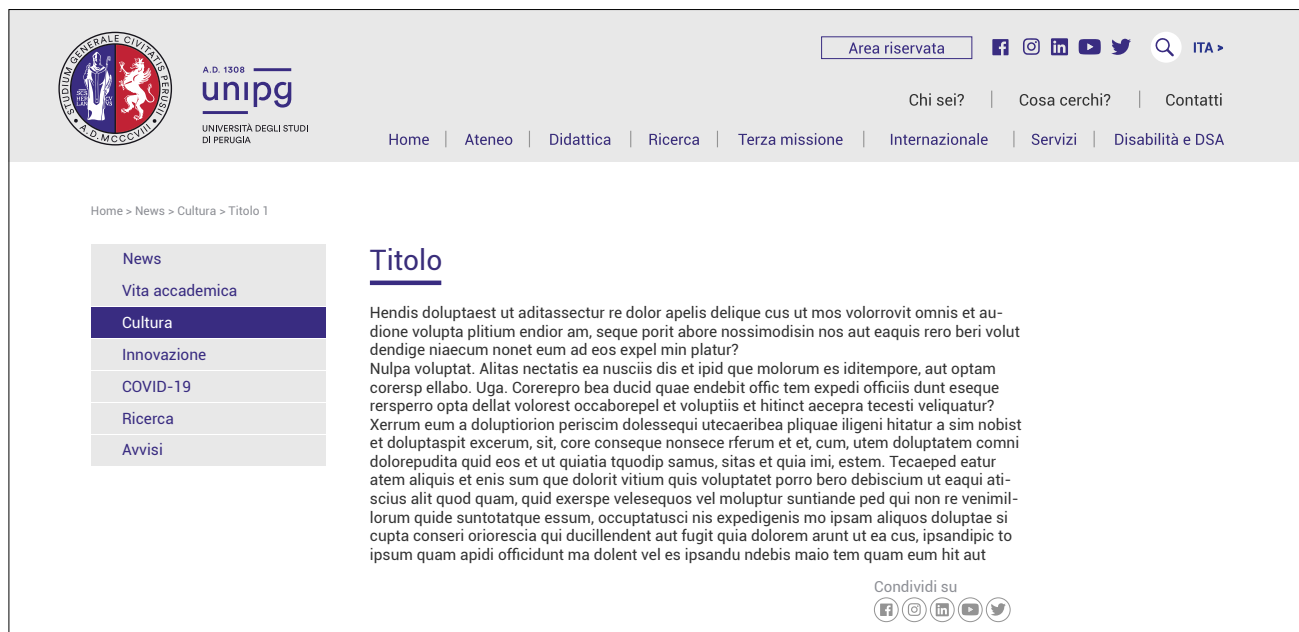 STUDIUM GENERALE CIVITATIS PERUSII
A.D. MCCCVIII
A.D. 1308
unipg
UNIVERSITÀ DEGLI STUDI
DI PERUGIA
Area riservata
ITA >
Chi sei? | Cosa cerchi? | Contatti
Home | Ateneo | Didattica | Ricerca | Terza missione | Internazionale | Servizi | Disabilità e DSA
Home > News > Cultura > Titolo 1
News
Vita accademica
Cultura
Innovazione
COVID-19
Ricerca
Avvisi
Titolo
Hendis doluptaest ut aditassectur re dolor apelis delique cus ut mos volorrovit omnis et au-
dione volupta plitium endior am, seque porit abore nossimodisin nos aut eaquis rero beri volut
dendige niaecum nonet eum ad eos expel min platur?
Nulpa voluptat. Alitas nectatis ea nusciis dis et ipid que molorum es iditempore, aut optam
corersp ellabo. Uga. Corerepro bea ducid quae endebit offic tem expedi officiis dunt eseque
rersperro opta dellat volorest occaborepel et voluptiis et hitinct aecepra tecesti veliquatur?
Xerrum eum a doluptiorion periscim dolessequi utecaeribea pliquae iligeni hitatur a sim nobist
et doluptaspit excerum, sit, core conseque nonsece rferum et et, cum, utem doluptatem comni
dolorepudita quid eos et ut quiatia tquodip samus, sitas et quia imi, estem. Tecaeped eatur
atem aliquis et enis sum que dolorit vitium quis voluptatet porro bero debiscium ut eaqui ati-
scius alit quod quam, quid exerspe velesequos vel moluptur suntiande ped qui non re venimil-
lorum quide suntotatque essum, occuptatusci nis expedigenis mo ipsam aliquos doluptae si
cupta conseri oriorescia qui ducillendent aut fugit quia dolorem arunt ut ea cus, ipsandipic to
ipsum quam apidi officidunt ma dolent vel es ipsandu ndebis maio tem quam eum hit aut
Condividi su